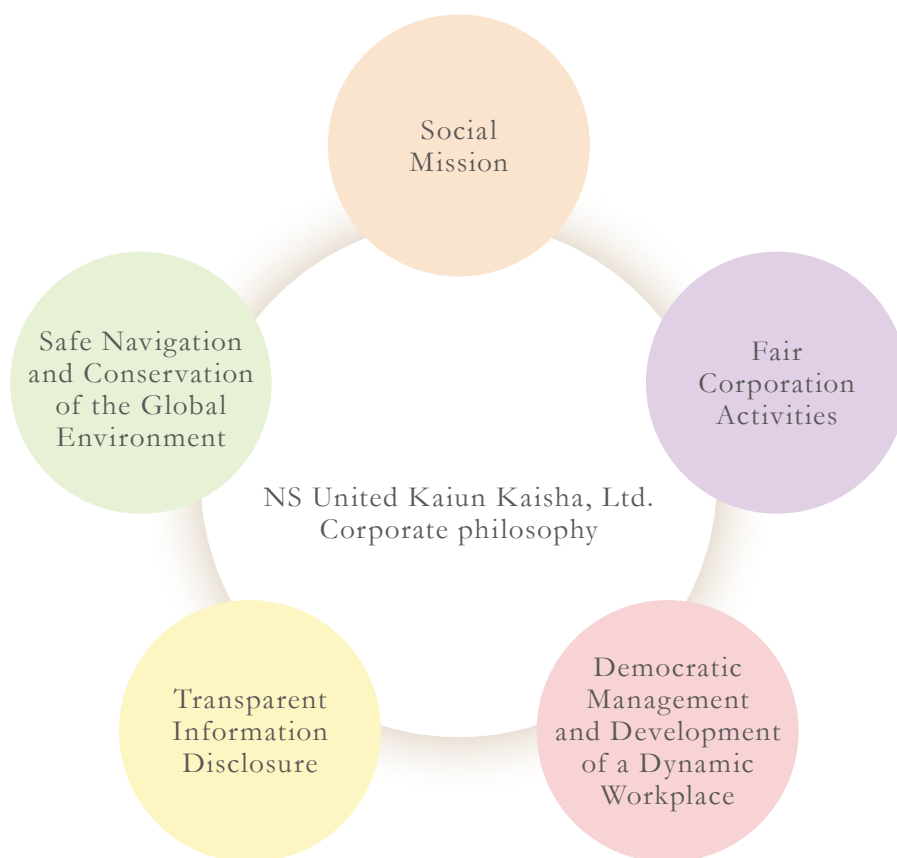 Social
Mission
Safe Navigation
and Conservation
of the Global
Environment
Fair
Corporation
Activities
NS United Kaiun Kaisha, Ltd.
Corporate philosophy
Transparent
Information
Disclosure
Democratic
Management
and Development
of a Dynamic
Workplace